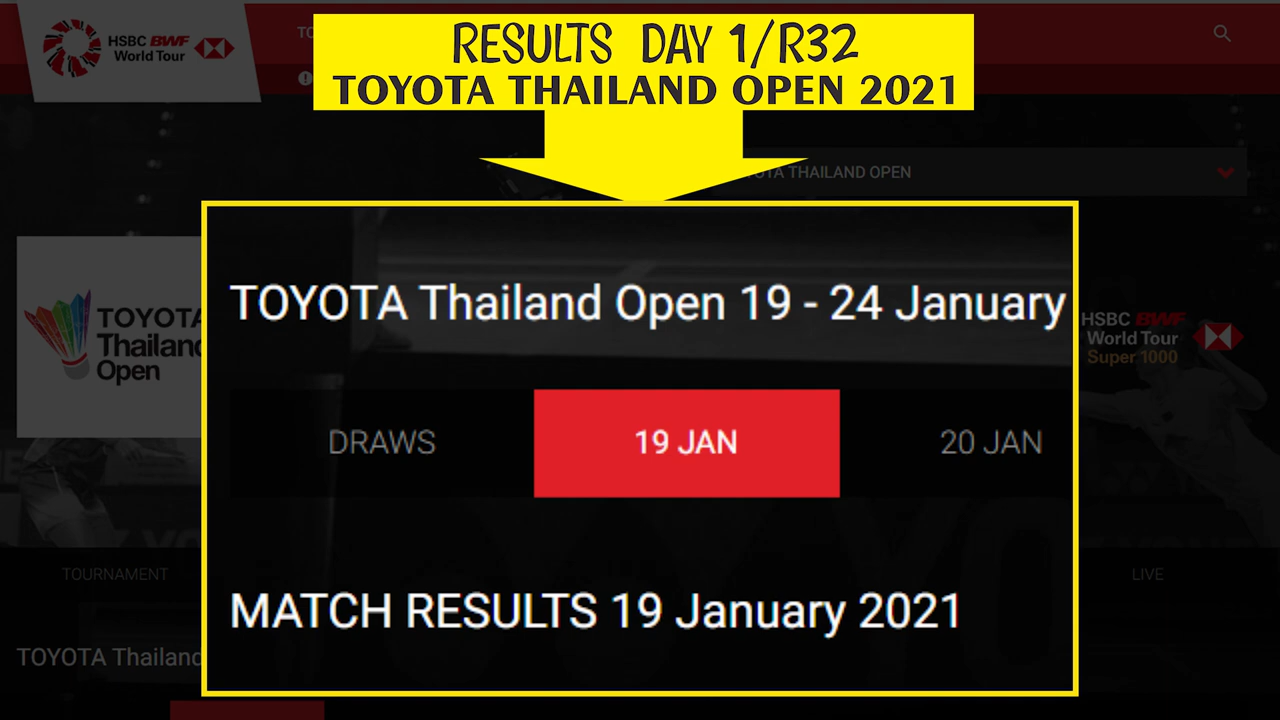 HSBC BWF
World Tour
TO
RESULTS DAY 1/R32
TOYOTA THAILAND OPEN 2021
TOYOTA THAILAND OPEN
TOYOTA
Thailand
Open
TOYOTA Thailand Open 19 - 24 January
HSBC BWF
World Tour
Super 1000
DRAWS
19 JAN
20 JAN
TOURNAMENT
LIVE
MATCH RESULTS 19 January 2021
TOYOTA Thailand